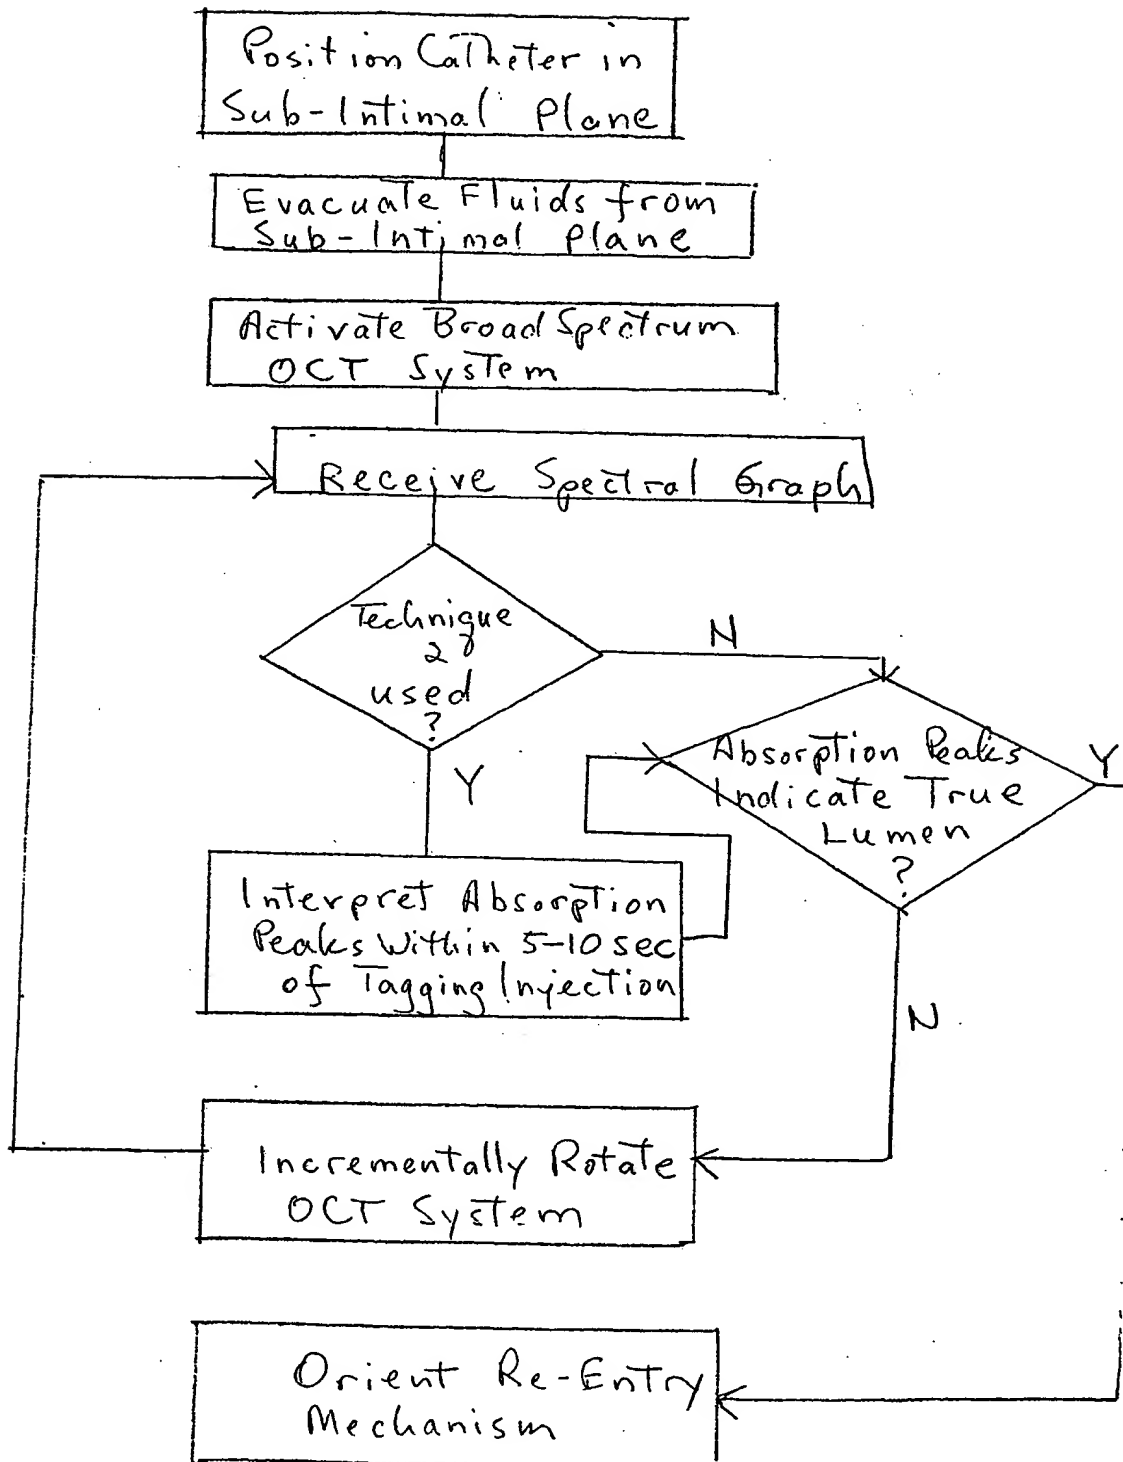 Position Catheter in
Sub-Intimal Plane
Evacuate Fluids from
Sub-Intimal Plane
Activate Broad Spectrum
OCT System
Receive Spectral Graph
Technique
2
used
?
N
Y
Absorption Peaks
Indicate True
Lumen
?
Y
Interpret Absorption
Peaks Within 5-10 sec
of Tagging Injection
N
Incrementally Rotate
OCT System
Orient Re-Entry
Mechanism